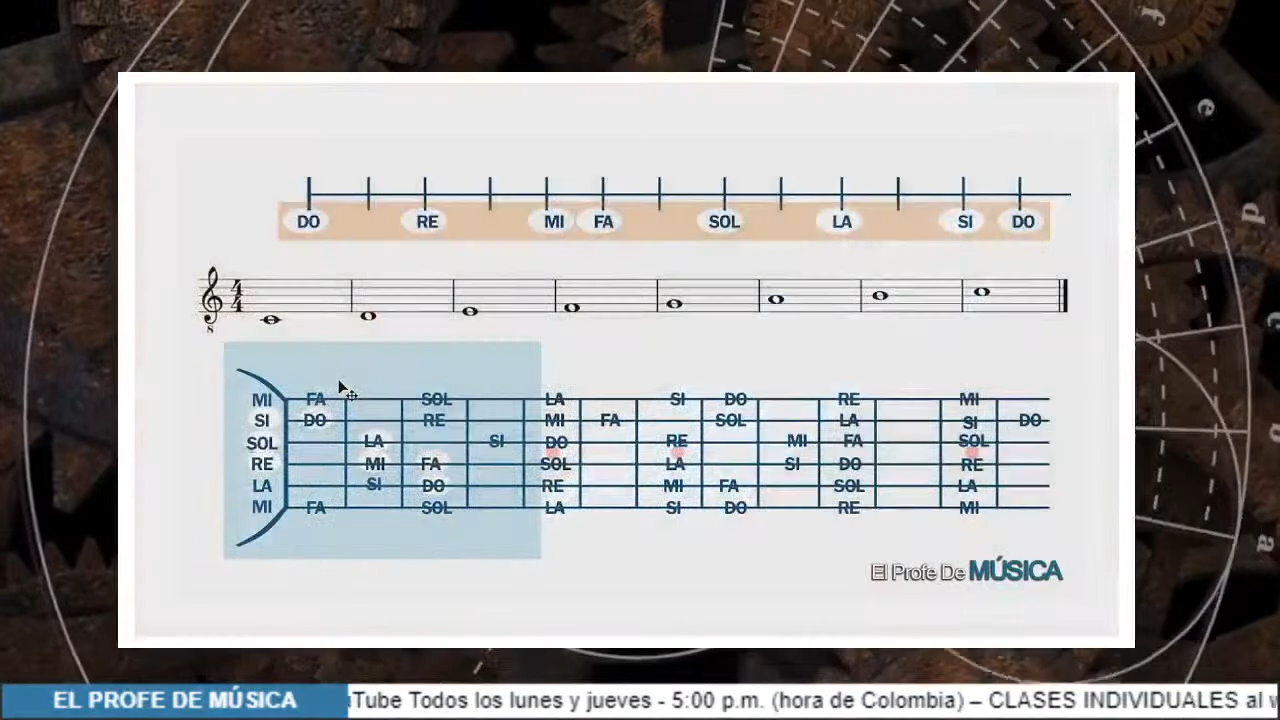 f
e
d
a
DO RE MI FA SOL LA SI DO
4
4
8
MI FA SOL LA SI DO RE MI
SI DO RE MI FA SOL LA SI DO
SOL LA SI DO RE MI FA SOL
RE MI FA SOL LA SI DO RE
LA SI DO RE MI FA SOL LA
MI FA SOL LA SI DO RE MI
El Profe De MÚSICA
EL PROFE DE MÚSICA
Tube Todos los lunes y jueves - 5:00 p.m. (hora de Colombia) – CLASES INDIVIDUALES al